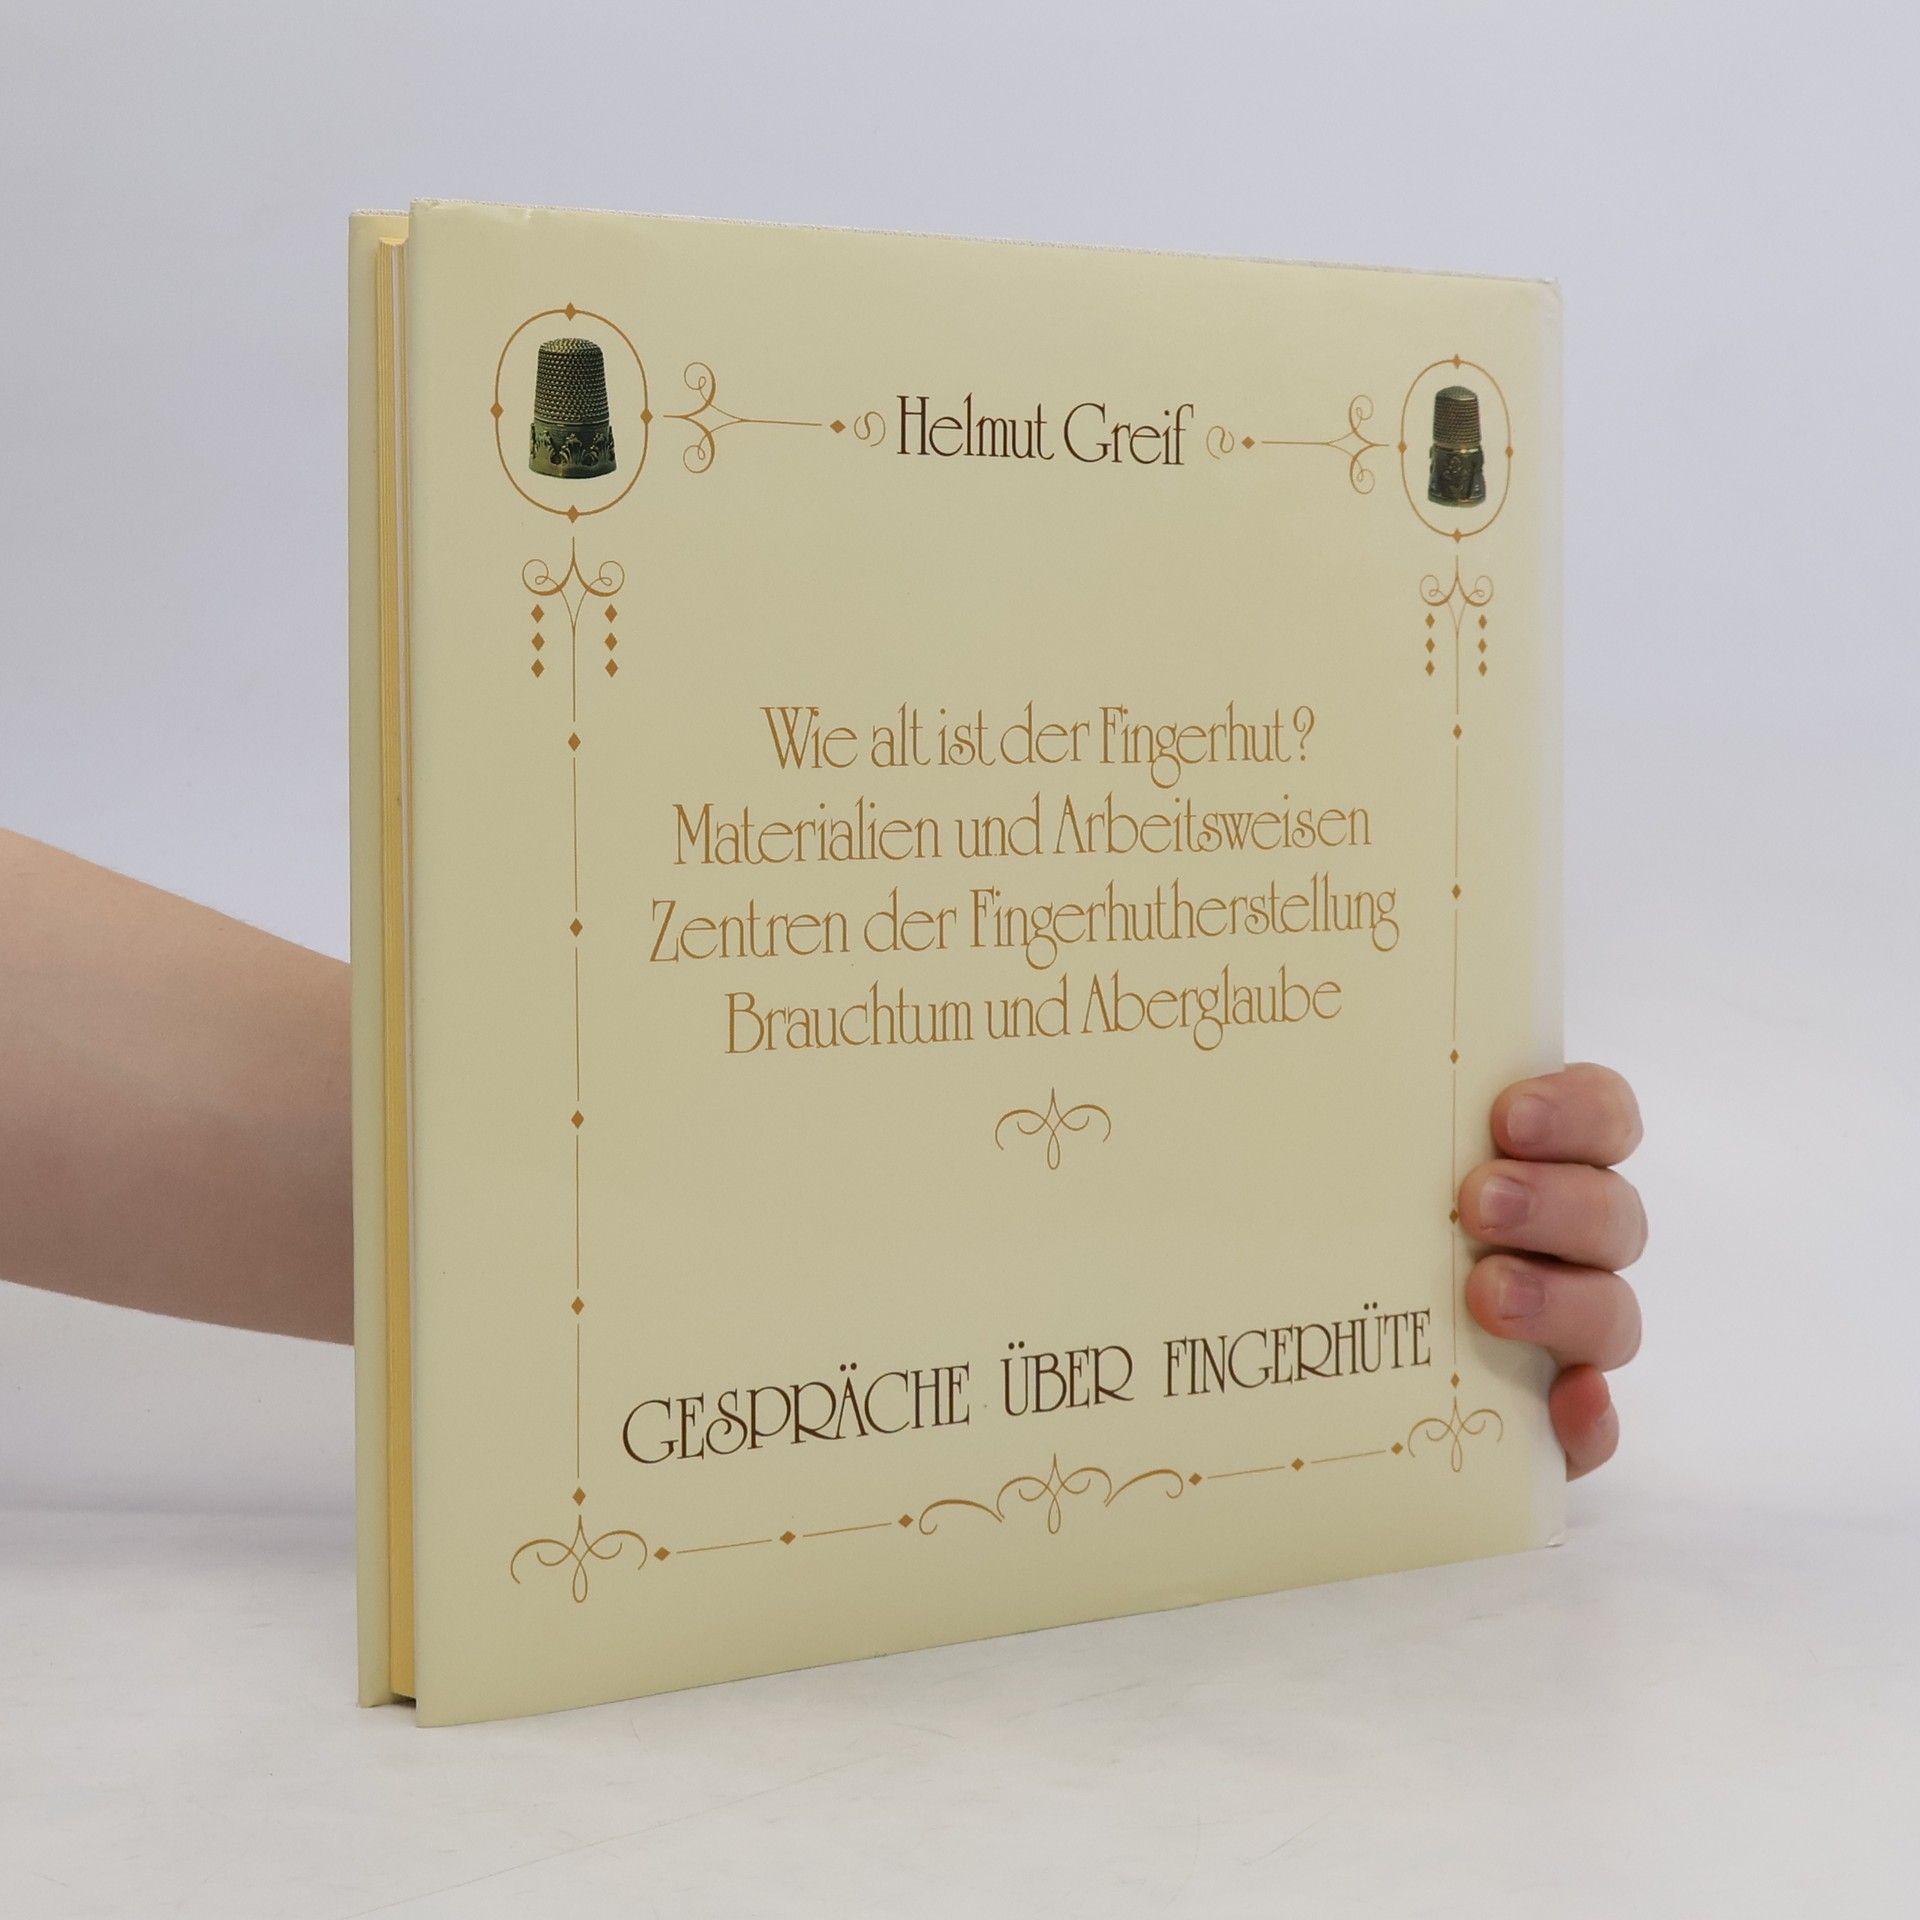 Helmut Greif
Wie alt ist der Fingerhut?
Materialien und Arbeitsweisen
Zentren der Fingerhutherstellung
Brauchtum und Aberglaube
GESPRÄCHE ÜBER FINGERHÜTE